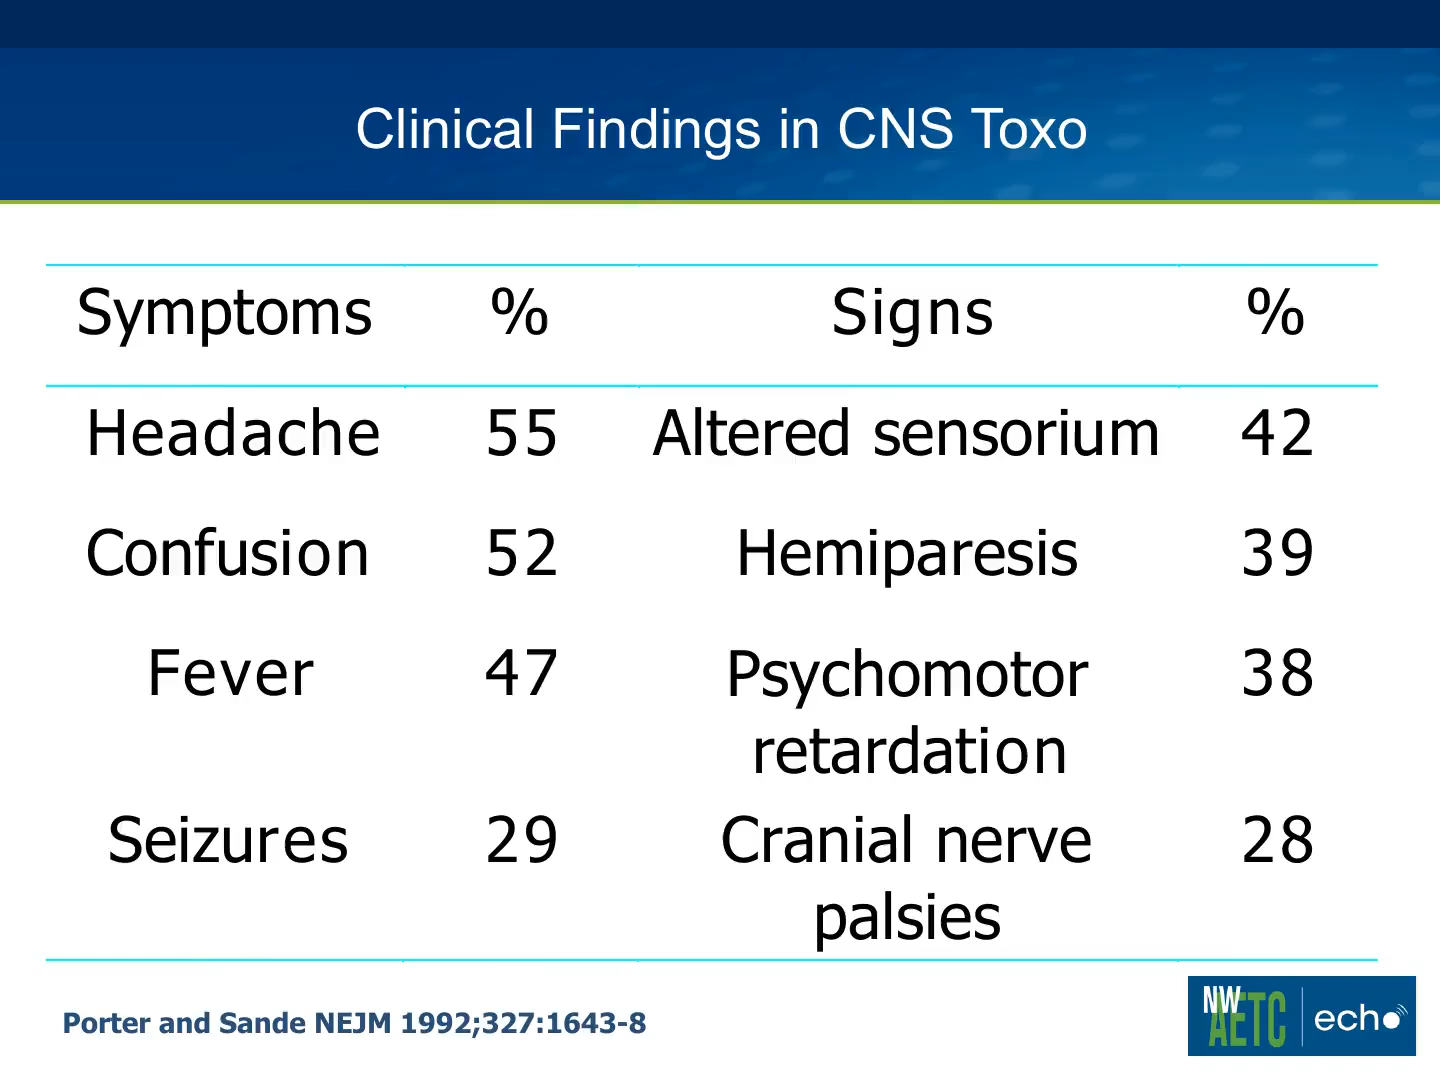 Clinical Findings in CNS Toxo
Symptoms % Signs %
Headache 55 Altered sensorium 42
Confusion 52 Hemiparesis 39
Fever 47 Psychomotor 38
retardation
Seizures 29 Cranial nerve 28
palsies
Porter and Sande NEJM 1992;327:1643-8
NW
AETC
echo